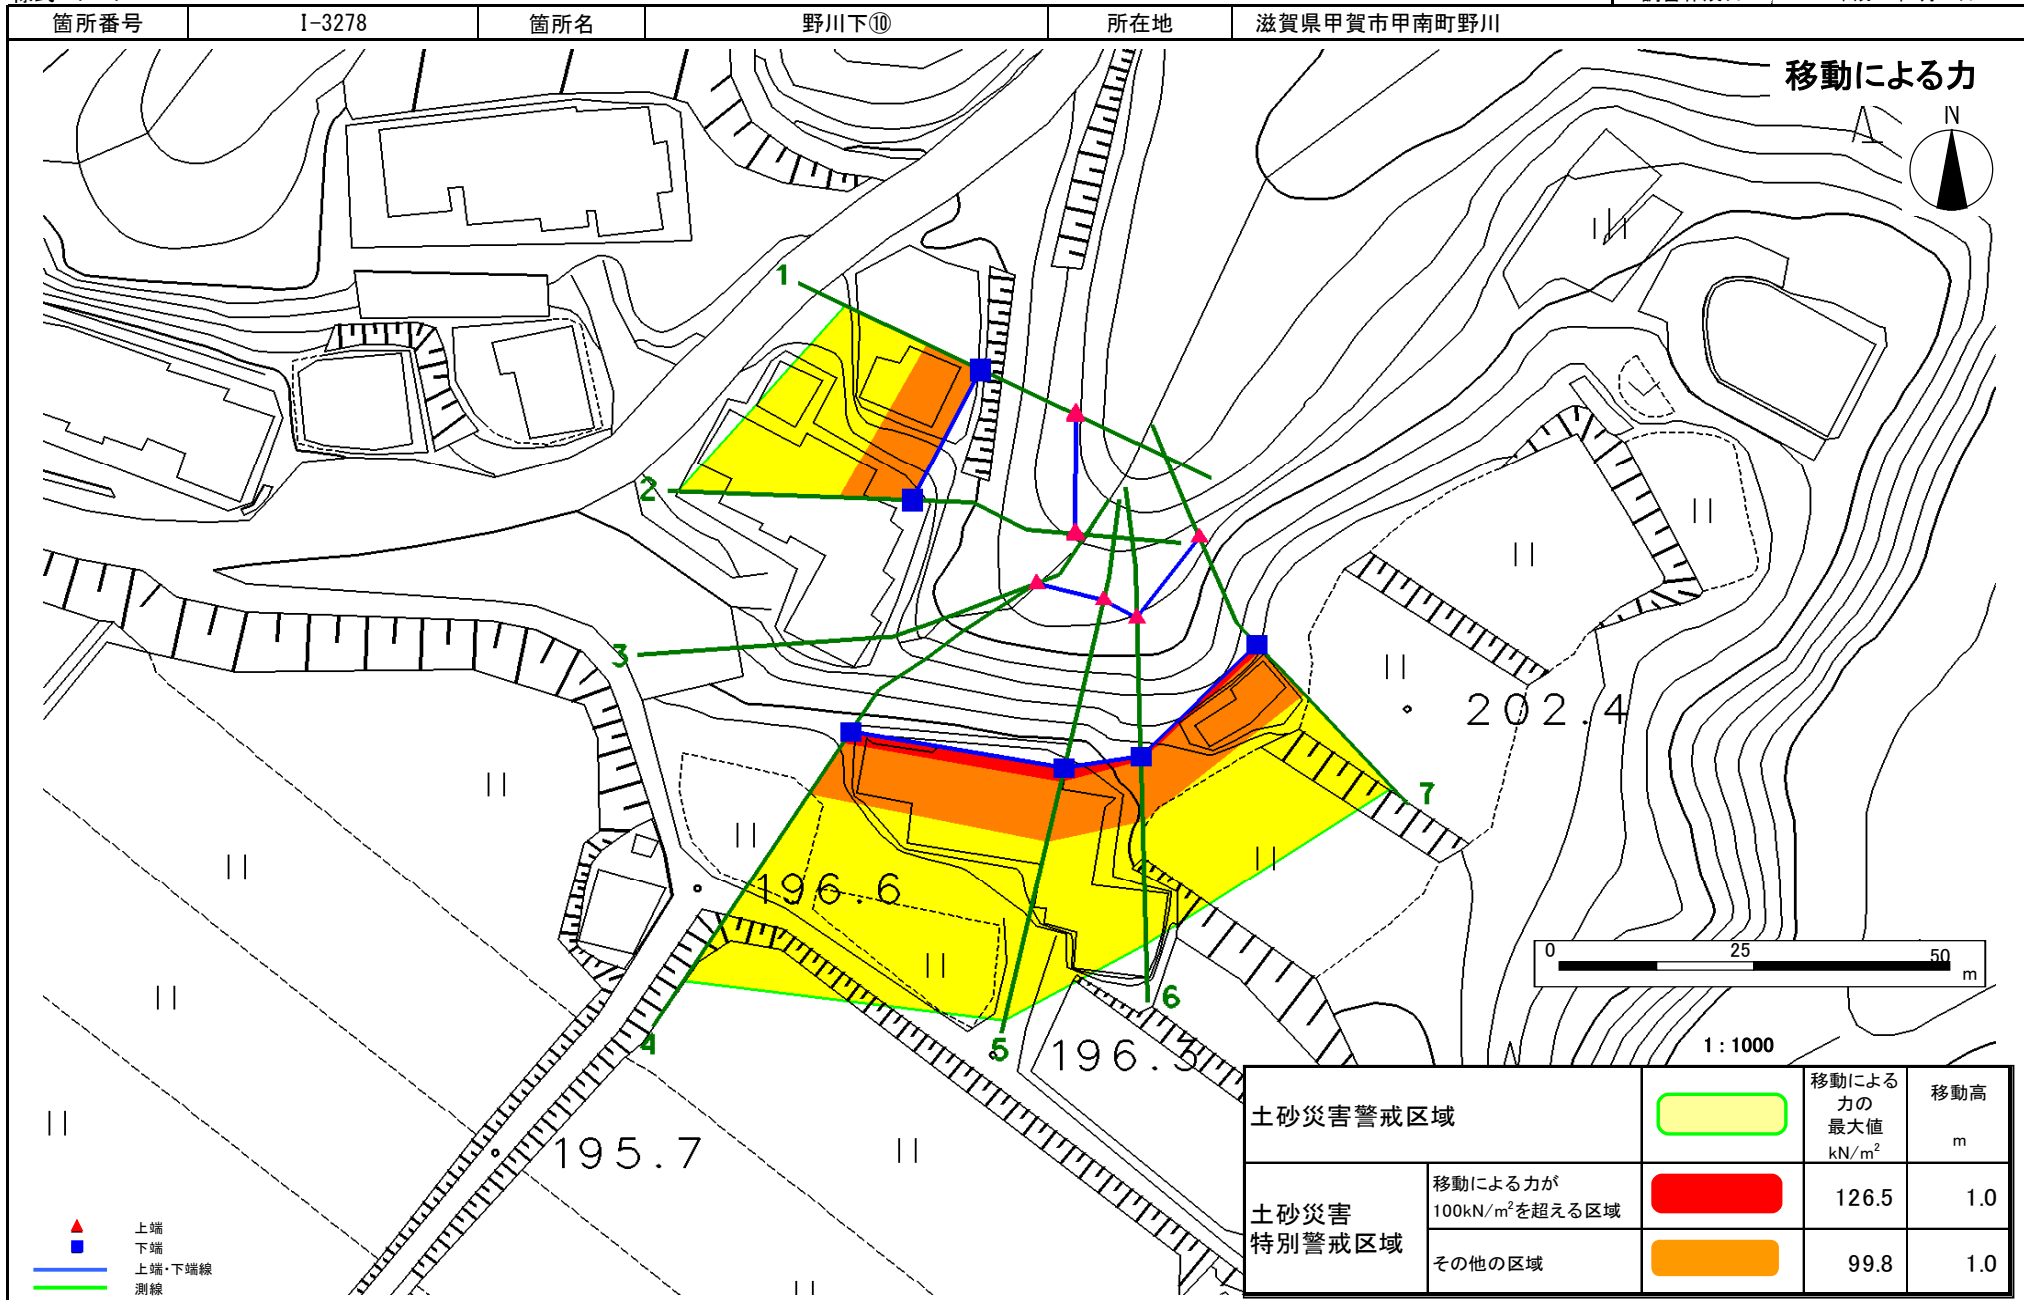 箇所番号 I-3278 箇所名 野川下⑩ 所在地 滋賀県甲賀市甲南町野川
移動による力
N
1
2
3
4
5
6
7
202.4
196.6
196.5
195.7
0 25 50
m
1:1000
土砂災害警戒区域
移動による
力の
最大値
kN/m²
移動高
m
土砂災害
特別警戒区域
移動による力が
100kN/m²を超える区域
126.5 1.0
その他の区域
99.8 1.0
上端
下端
上端・下端線
測線